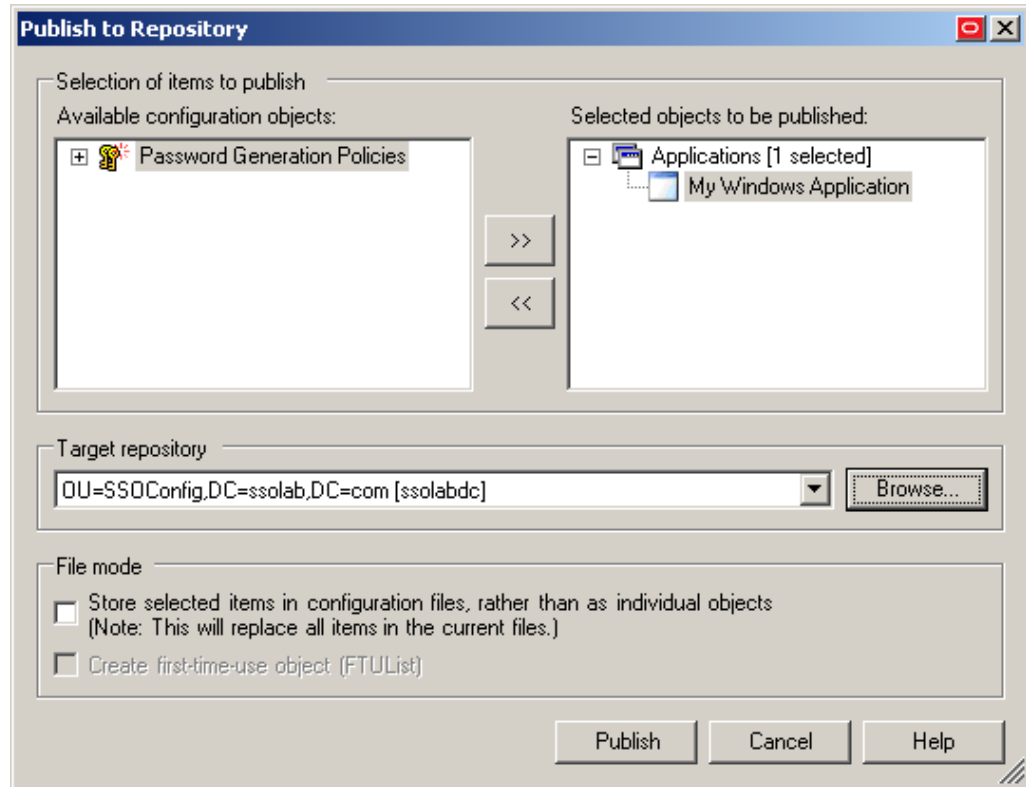 Publish to Repository
Selection of items to publish
Available configuration objects:
Selected objects to be published:
Password Generation Policies
Applications [1 selected]
My Windows Application
>>
<<
Target repository
OU=SSOConfig,DC=ssolab,DC=com [ssolabdc]
Browse...
File mode
Store selected items in configuration files, rather than as individual objects
(Note: This will replace all items in the current files.)
Create first-time-use object (FTUList)
Publish
Cancel
Help